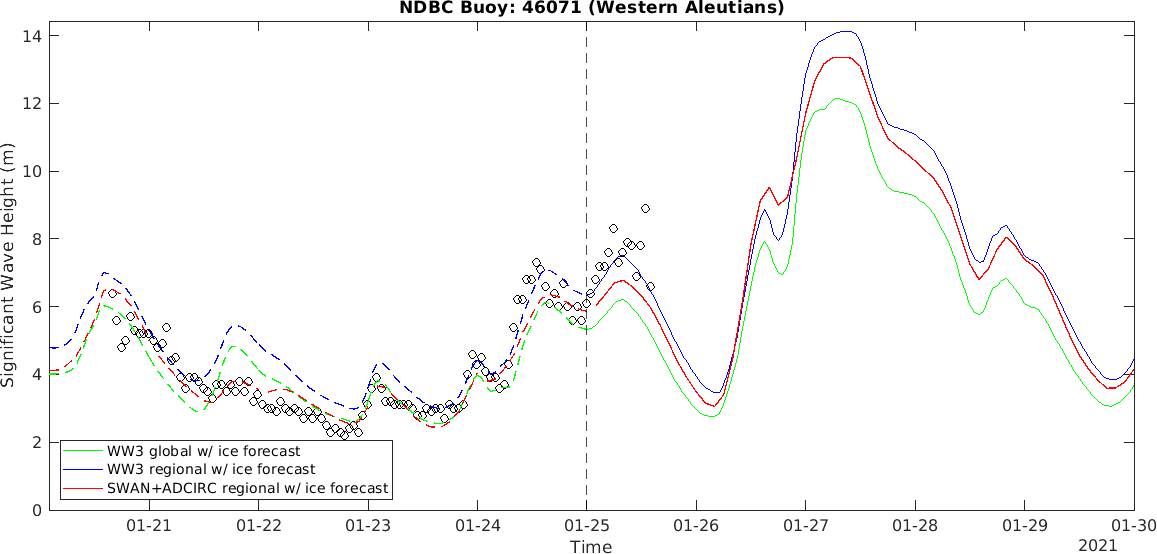 NDBC Buoy: 46071 (Western Aleutians)
Significant Wave Height (m)
14
12
10
8
6
4
2
0
WW3 global w/ ice forecast
WW3 regional w/ ice forecast
SWAN+ADCIRC regional w/ ice forecast
01-21 01-22 01-23 01-24 01-25 01-26 01-27 01-28 01-29 01-30
Time
2021